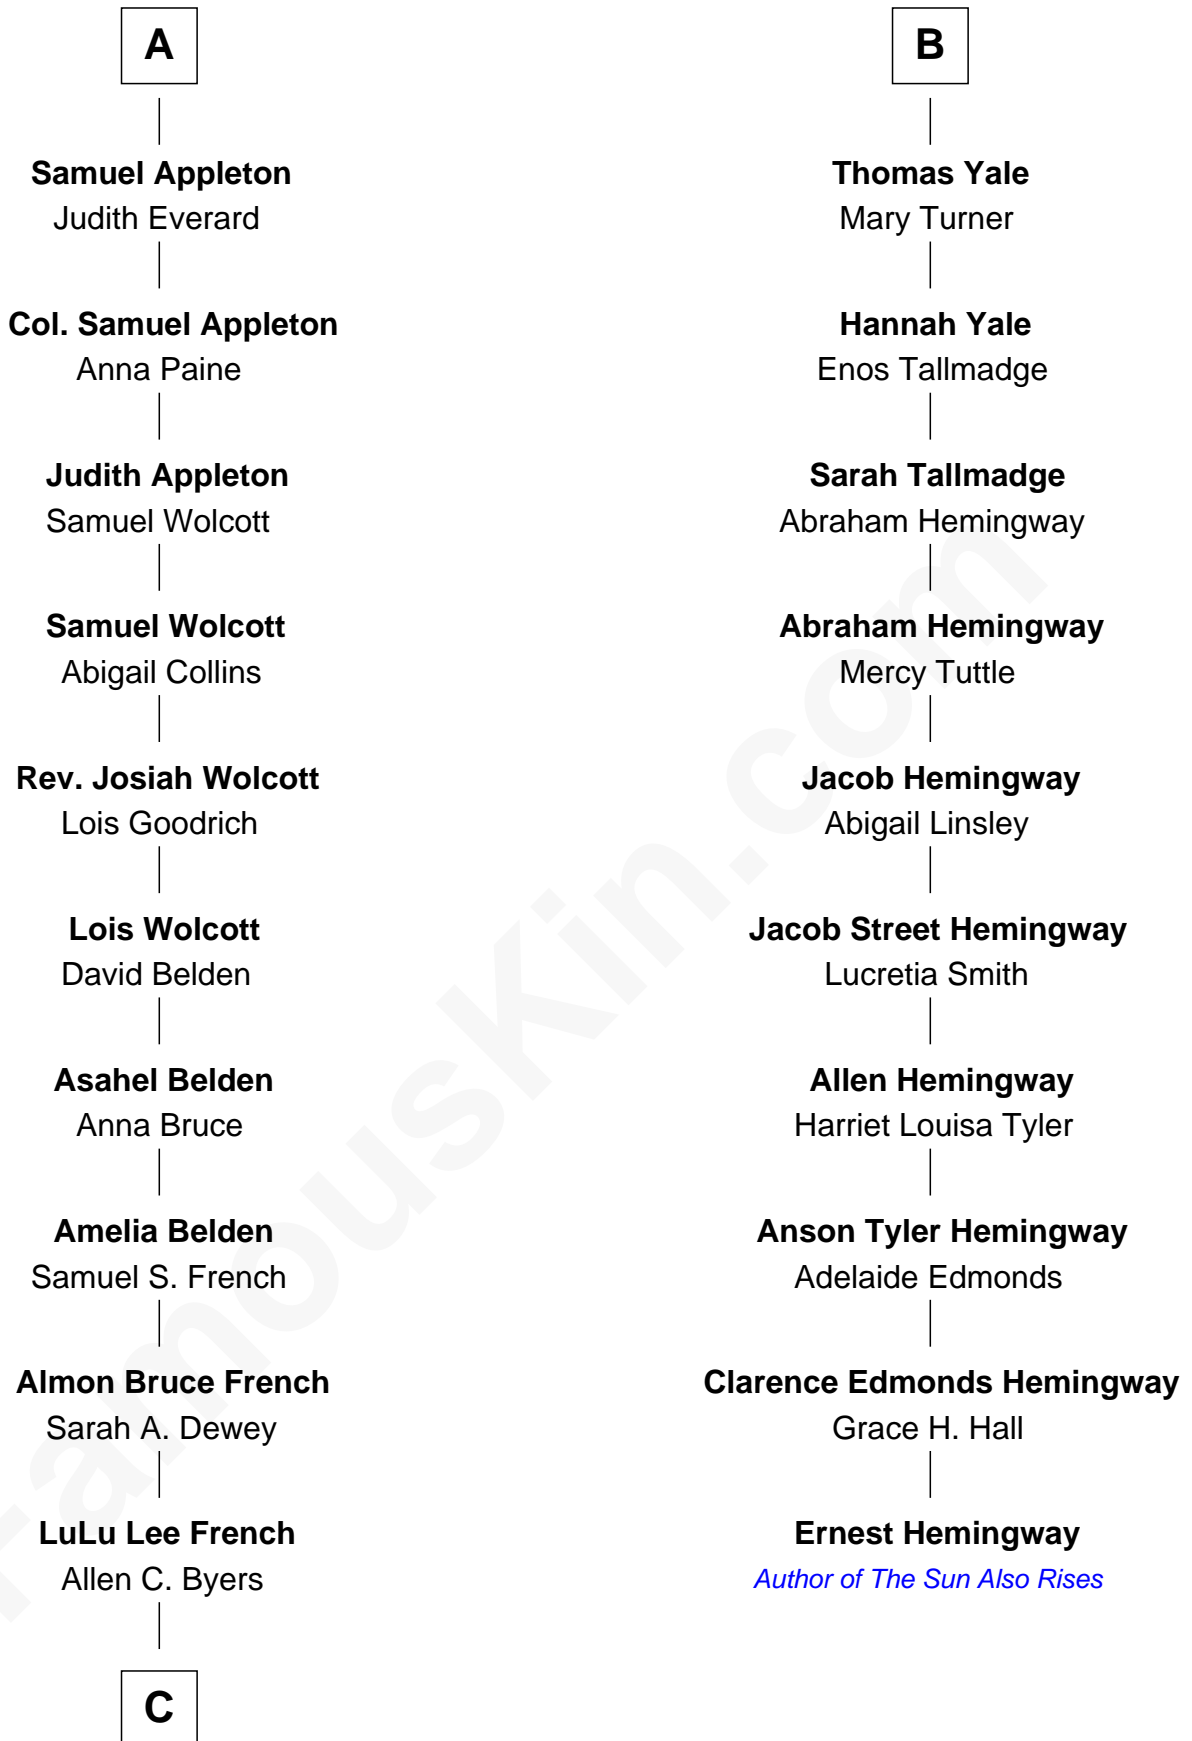 A
Samuel Appleton
Judith Everard
Col. Samuel Appleton
Anna Paine
Judith Appleton
Samuel Wolcott
Samuel Wolcott
Abigail Collins
Rev. Josiah Wolcott
Lois Goodrich
Lois Wolcott
David Belden
Asahel Belden
Anna Bruce
Amelia Belden
Samuel S. French
Almon Bruce French
Sarah A. Dewey
LuLu Lee French
Allen C. Byers
C
B
Thomas Yale
Mary Turner
Hannah Yale
Enos Tallmadge
Sarah Tallmadge
Abraham Hemingway
Abraham Hemingway
Mercy Tuttle
Jacob Hemingway
Abigail Linsley
Jacob Street Hemingway
Lucretia Smith
Allen Hemingway
Harriet Louisa Tyler
Anson Tyler Hemingway
Adelaide Edmonds
Clarence Edmonds Hemingway
Grace H. Hall
Ernest Hemingway
Author of The Sun Also Rises
FamousKin.com